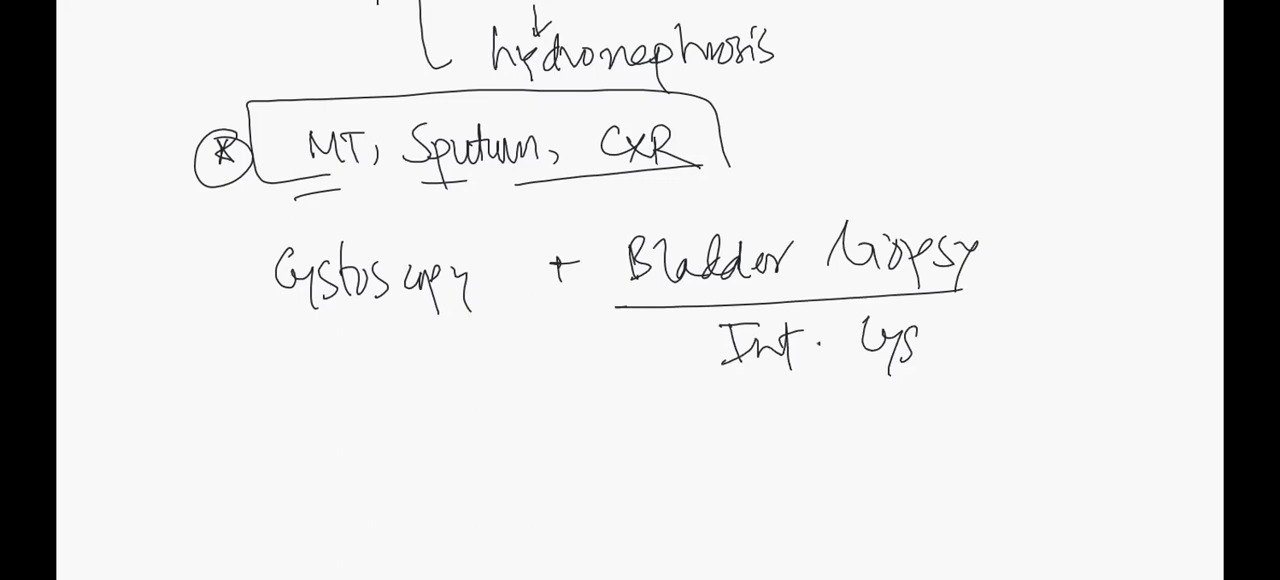 hydronephrosis
MT, Sputum, CXR
Cystoscopy + Bladder biopsy
Int. Cys